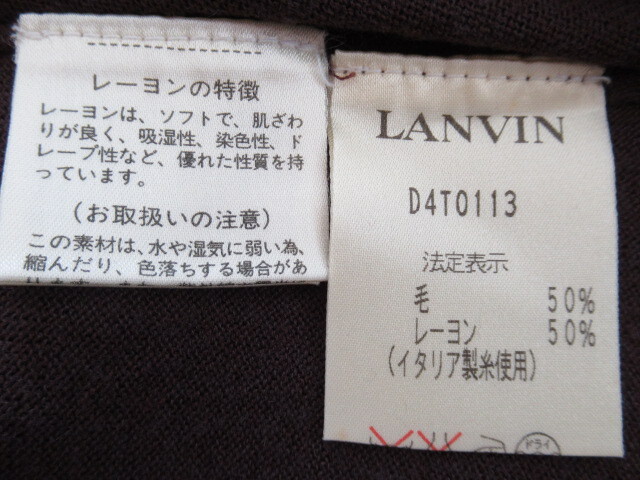 レーヨンの特徴
レーヨンは、ソフトで、肌ざわ
りが良く、吸湿性、染色性、ド
レープ性など、優れた性質を持
っています。
(お取扱いの注意)
この素材は、水や湿気に弱い為、
縮んだり、色落ちする場合があ
LANVIN
D4T0113
法定表示
毛 50%
レーヨン 50%
(イタリア製糸使用)
ドライ